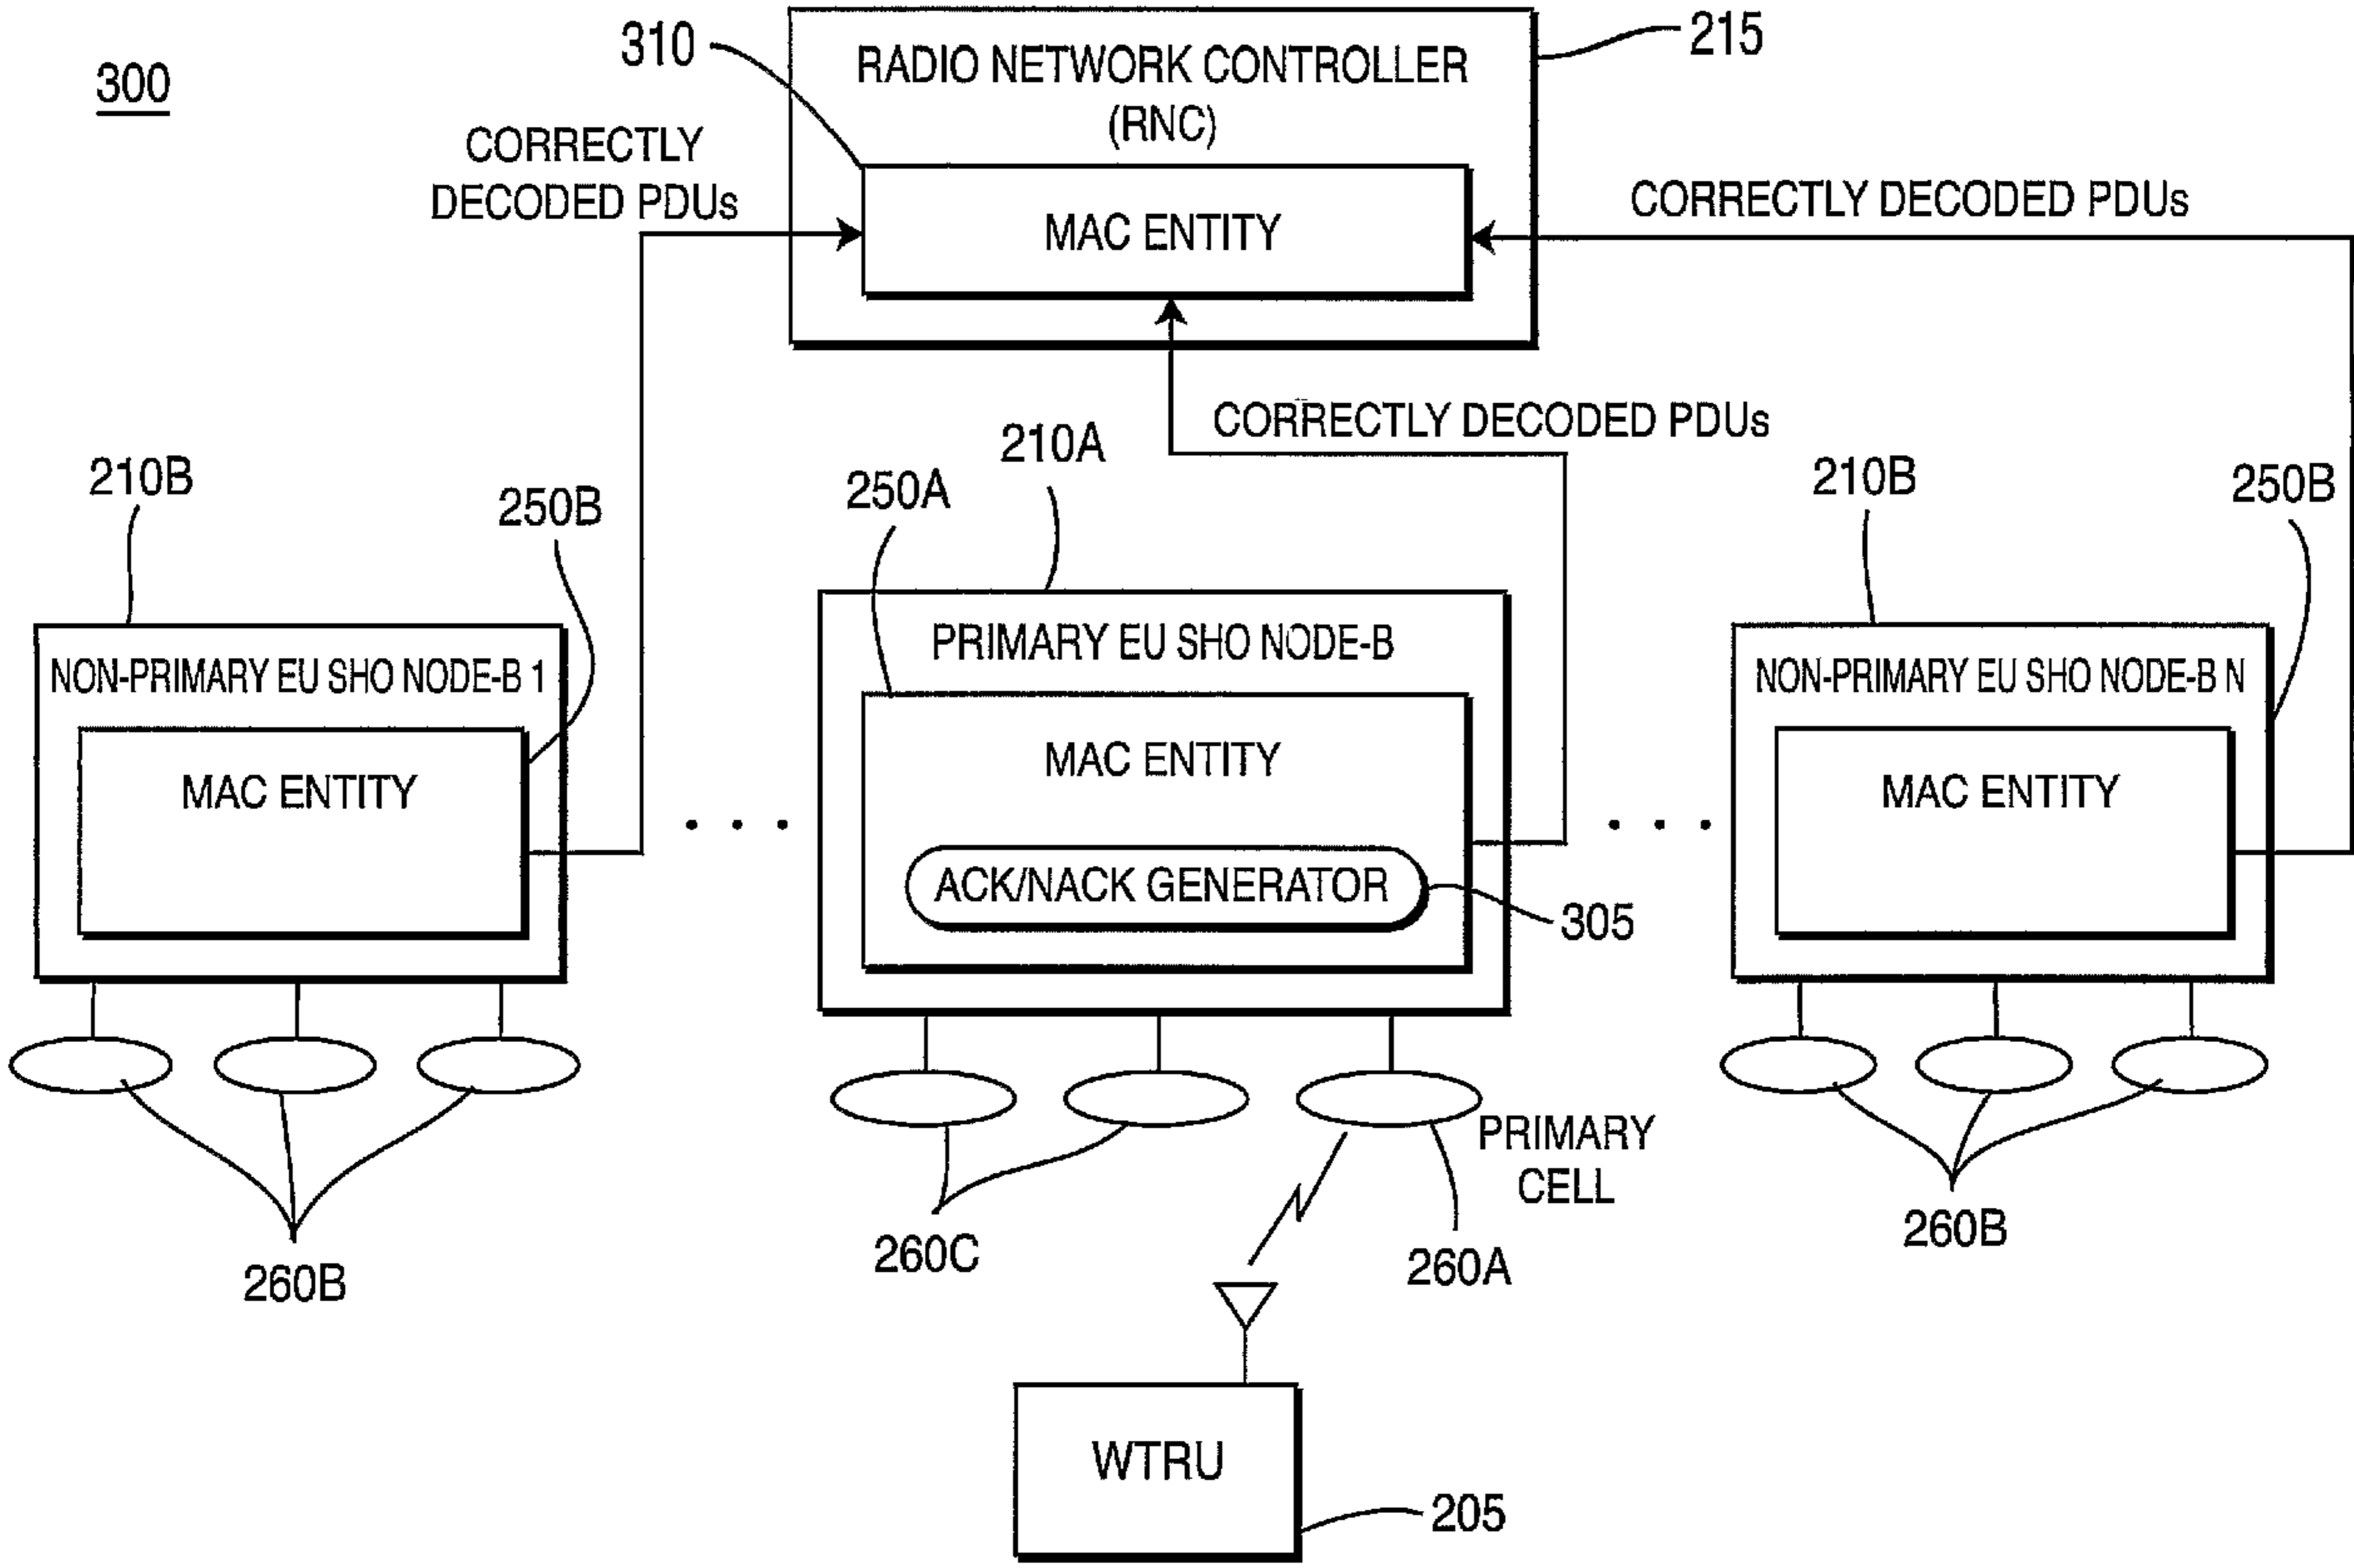 300
310
RADIO NETWORK CONTROLLER
(RNC)
215
CORRECTLY
DECODED PDUs
MAC ENTITY
CORRECTLY DECODED PDUs
CORRECTLY DECODED PDUs
210B
250B
250A
210A
210B
250B
NON-PRIMARY EU SHO NODE-B 1
MAC ENTITY
. . .
PRIMARY EU SHO NODE-B
MAC ENTITY
ACK/NACK GENERATOR
305
. . .
NON-PRIMARY EU SHO NODE-B N
MAC ENTITY
260B
260C
PRIMARY
CELL
260A
260B
WTRU
205